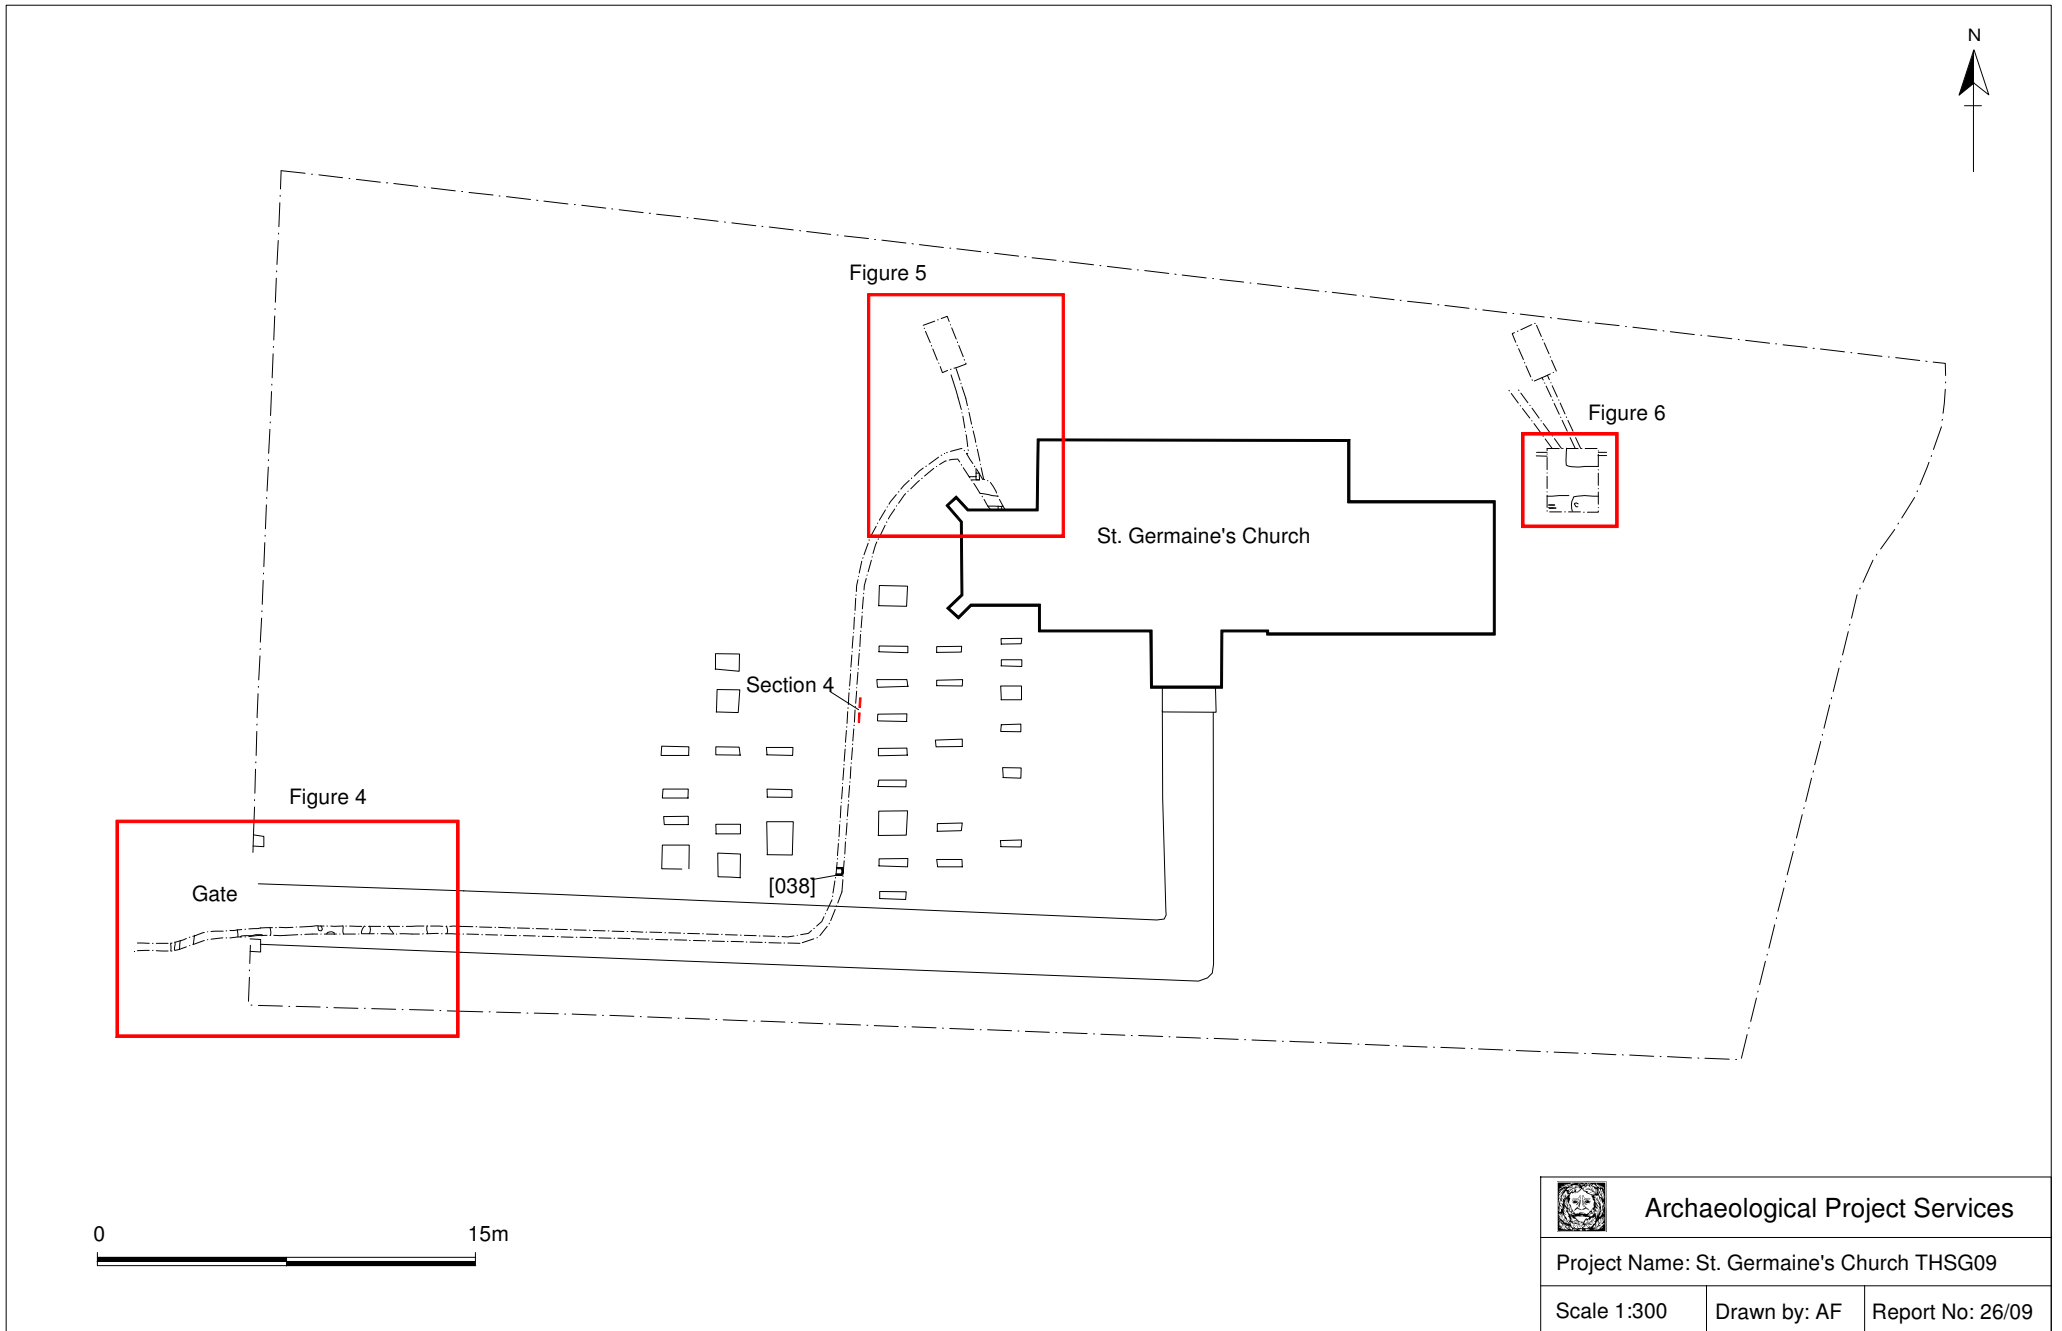 N
Figure 5
Figure 6
St. Germaine's Church
Section 4
Figure 4
[038]
Gate
0 15m
Archaeological Project Services
Project Name: St. Germaine's Church THSG09
Scale 1:300 Drawn by: AF Report No: 26/09